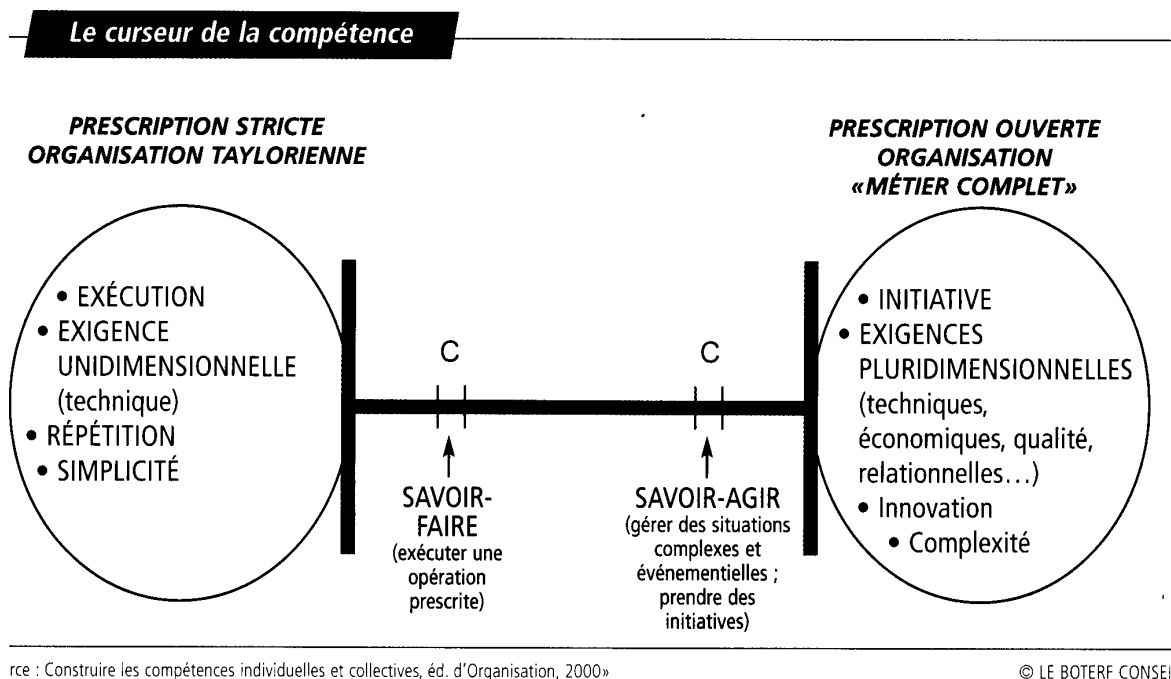 Le curseur de la compétence
PRESCRIPTION STRICTE
ORGANISATION TAYLORIENNE
• EXÉCUTION
• EXIGENCE
UNIDIMENSIONNELLE
(technique)
• RÉPÉTITION
• SIMPLICITÉ
C
SAVOIR-
FAIRE
(exécuter une
opération
prescrite)
C
SAVOIR-AGIR
(gérer des situations
complexes et
événementielles ;
prendre des
initiatives)
PRESCRIPTION OUVERTE
ORGANISATION
«MÉTIER COMPLET»
• INITIATIVE
• EXIGENCES
PLURIDIMENSIONNELLES
(techniques,
économiques, qualité,
relationnelles…)
• Innovation
• Complexité
rce : Construire les compétences individuelles et collectives, éd. d'Organisation, 2000»
© LE BOTERF CONSEI